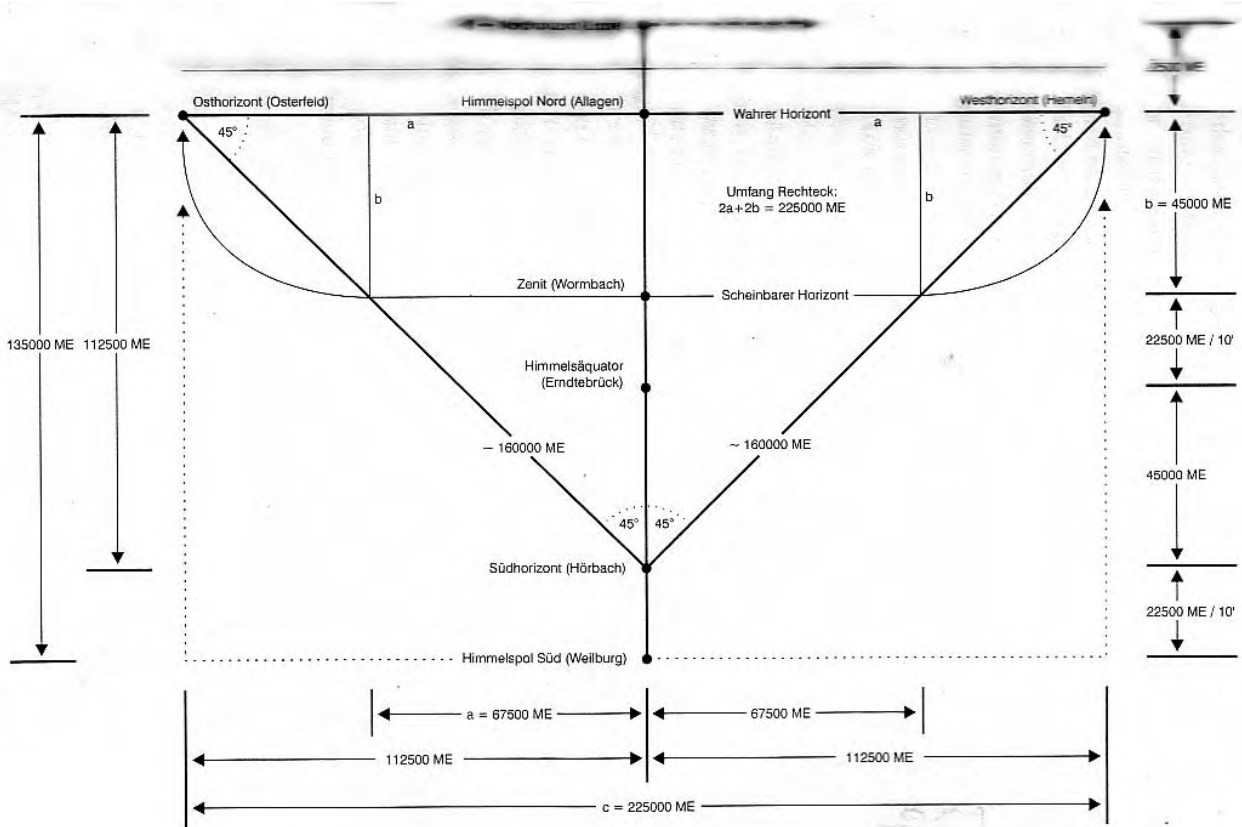 Osthorizont (Osterfeld)
Himmelspol Nord (Allagen)
Wahrer Horizont
Westhorizont (Hemeln)
45°
a
a
45°
b
Umfang Rechteck:
2a+2b = 225000 ME
b
b = 45000 ME
Zenit (Wormbach)
Scheinbarer Horizont
135000 ME
112500 ME
22500 ME / 10'
Himmelsäquator
(Erndtebrück)
~ 160000 ME
~ 160000 ME
45000 ME
45°
45°
Südhorizont (Hörbach)
22500 ME / 10'
Himmelspol Süd (Weilburg)
a = 67500 ME
67500 ME
112500 ME
112500 ME
c = 225000 ME